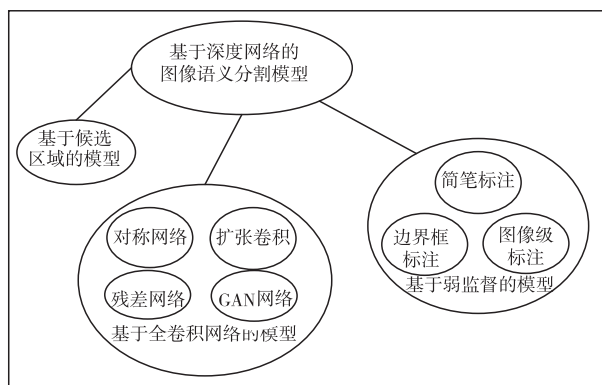 基于深度网络的
图像语义分割模型
基于候选
区域的模型
对称网络
扩张卷积
残差网络
GAN网络
基于全卷积网络的模型
简笔标注
边界框
标注
图像级
标注
基于弱监督的模型